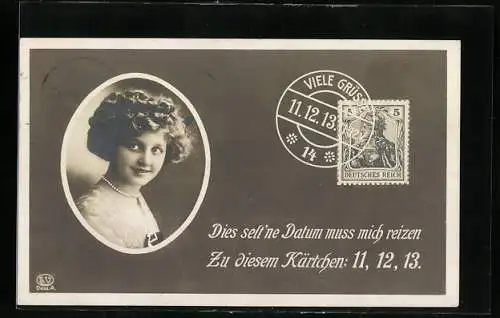 VIELE GRÜSSE
11.12.13.
14
5
DEUTSCHES REICH
Dies selt'ne Datum muss mich reizen
Zu diesem Kärtchen: 11, 12, 13.